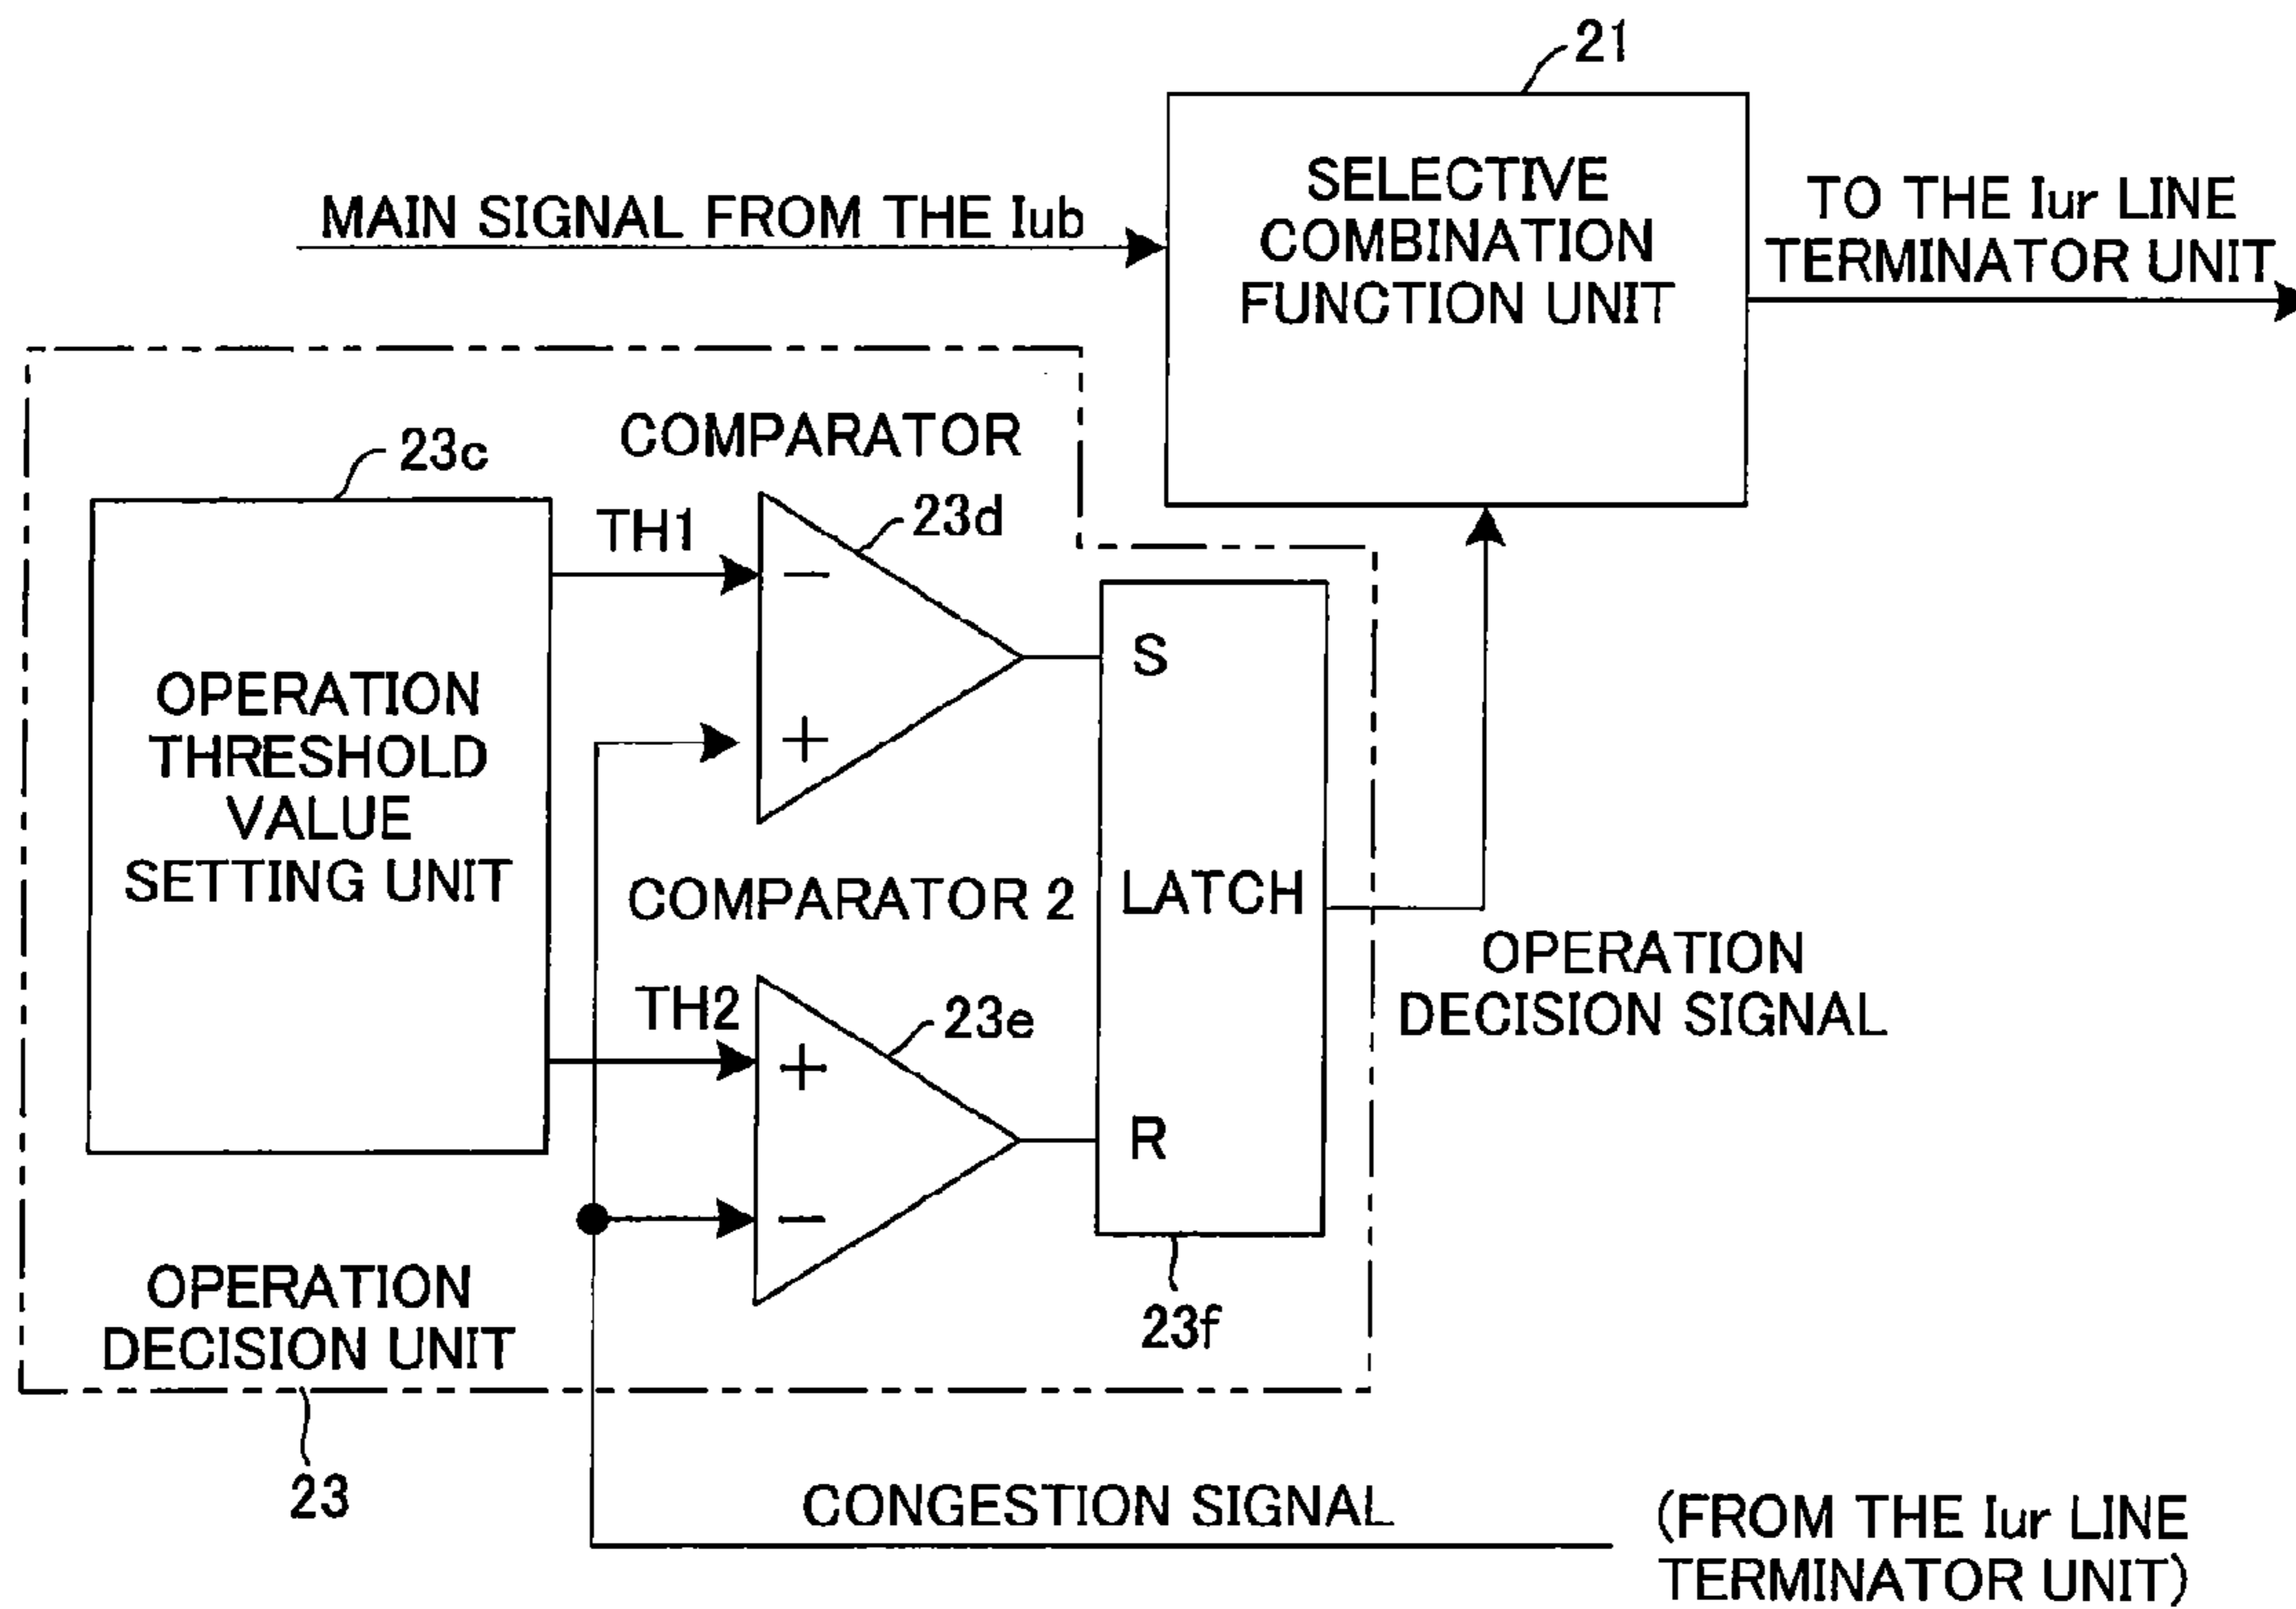 21
SELECTIVE
COMBINATION
FUNCTION UNIT
MAIN SIGNAL FROM THE Iub
TO THE Iur LINE
TERMINATOR UNIT
COMPARATOR
23c
23d
TH1
−
+
S
OPERATION
THRESHOLD
VALUE
SETTING UNIT
COMPARATOR 2
LATCH
TH2
23e
+
−
R
OPERATION
DECISION SIGNAL
OPERATION
DECISION UNIT
23f
23
CONGESTION SIGNAL
(FROM THE Iur LINE
TERMINATOR UNIT)